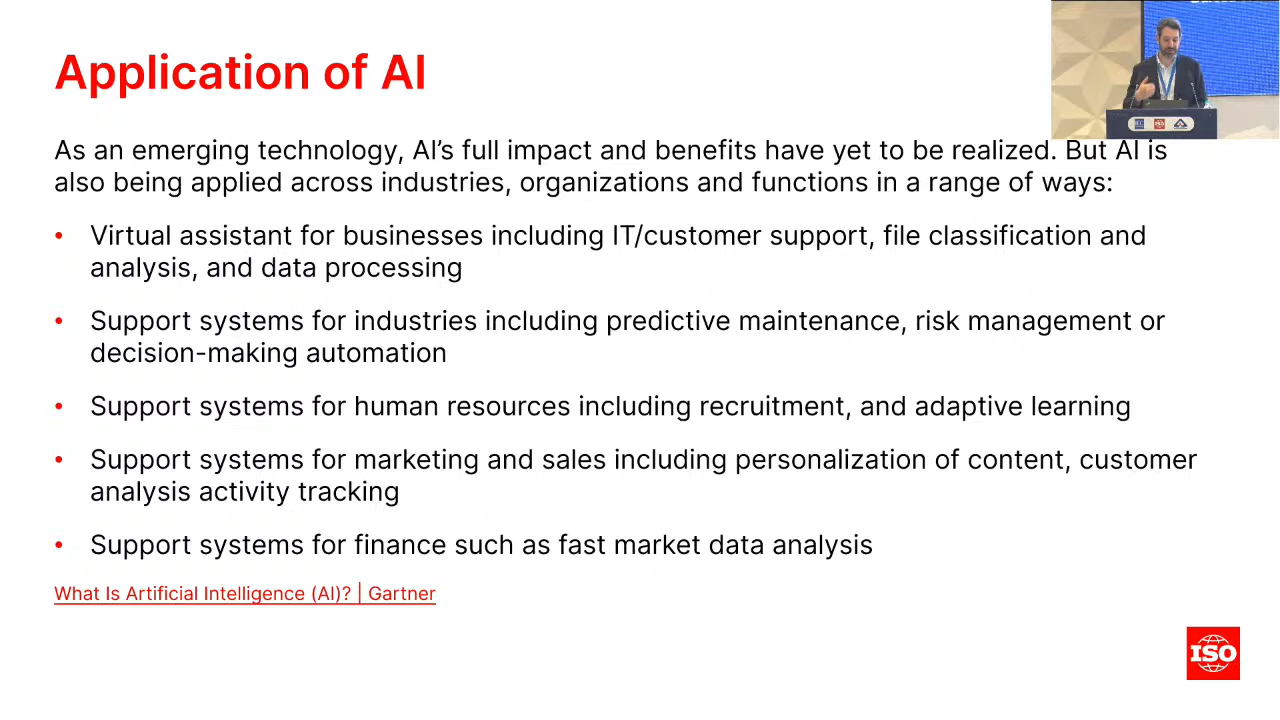 Application of AI
As an emerging technology, AI’s full impact and benefits have yet to be realized. But AI is
also being applied across industries, organizations and functions in a range of ways:
• Virtual assistant for businesses including IT/customer support, file classification and
analysis, and data processing
• Support systems for industries including predictive maintenance, risk management or
decision-making automation
• Support systems for human resources including recruitment, and adaptive learning
• Support systems for marketing and sales including personalization of content, customer
analysis activity tracking
• Support systems for finance such as fast market data analysis
What Is Artificial Intelligence (AI)? | Gartner
ISO